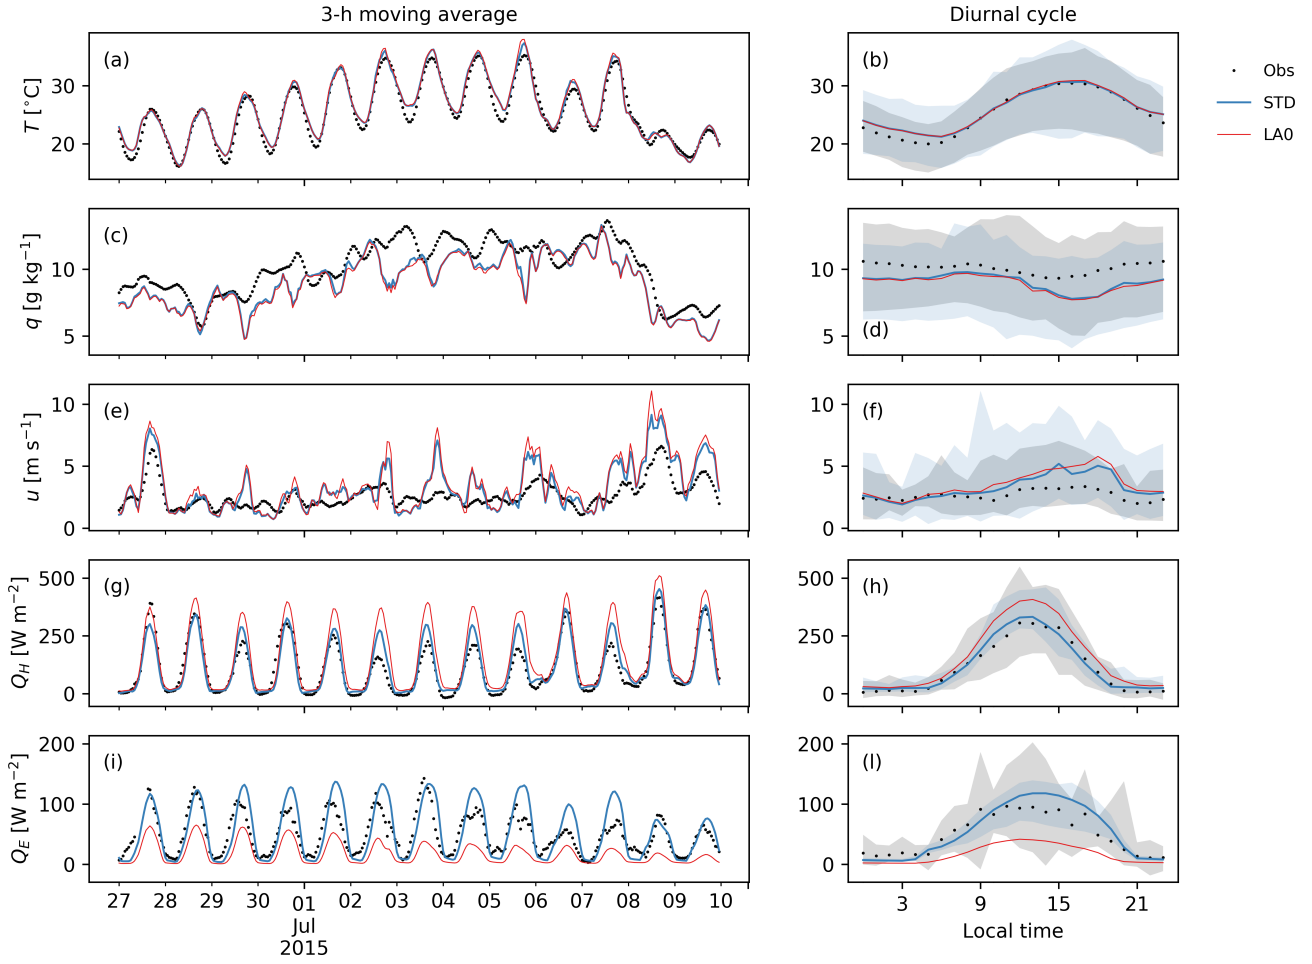 3-h moving average
Diurnal cycle
(a)
T [°C]
30
20
(b)
30
20
Obs
STD
LA0
(c)
q [g kg⁻¹]
10
5
(d)
10
5
(e)
u [m s⁻¹]
10
5
0
(f)
10
5
0
(g)
Q_H [W m⁻²]
500
250
0
(h)
500
250
0
(i)
Q_E [W m⁻²]
200
100
0
(l)
200
100
0
27 28 29 30 01 02 03 04 05 06 07 08 09 10
Jul
2015
3 9 15 21
Local time